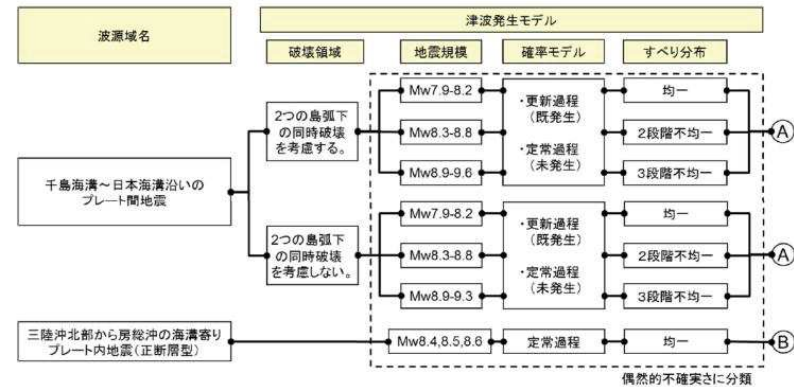 波源域名
津波発生モデル
破壊領域
地震規模
確率モデル
すべり分布
千島海溝～日本海溝沿いの
プレート間地震
2つの島弧下
の同時破壊
を考慮する。
Mw7.9-8.2
Mw8.3-8.8
Mw8.9-9.6
・更新過程
（既発生）
・定常過程
（未発生）
均一
2段階不均一
3段階不均一
A
2つの島弧下
の同時破壊
を考慮しない。
Mw7.9-8.2
Mw8.3-8.8
Mw8.9-9.3
・更新過程
（既発生）
・定常過程
（未発生）
均一
2段階不均一
3段階不均一
A
三陸沖北部から房総沖の海溝寄り
プレート内地震（正断層型）
Mw8.4,8.5,8.6
定常過程
均一
B
偶然的不確実さに分類